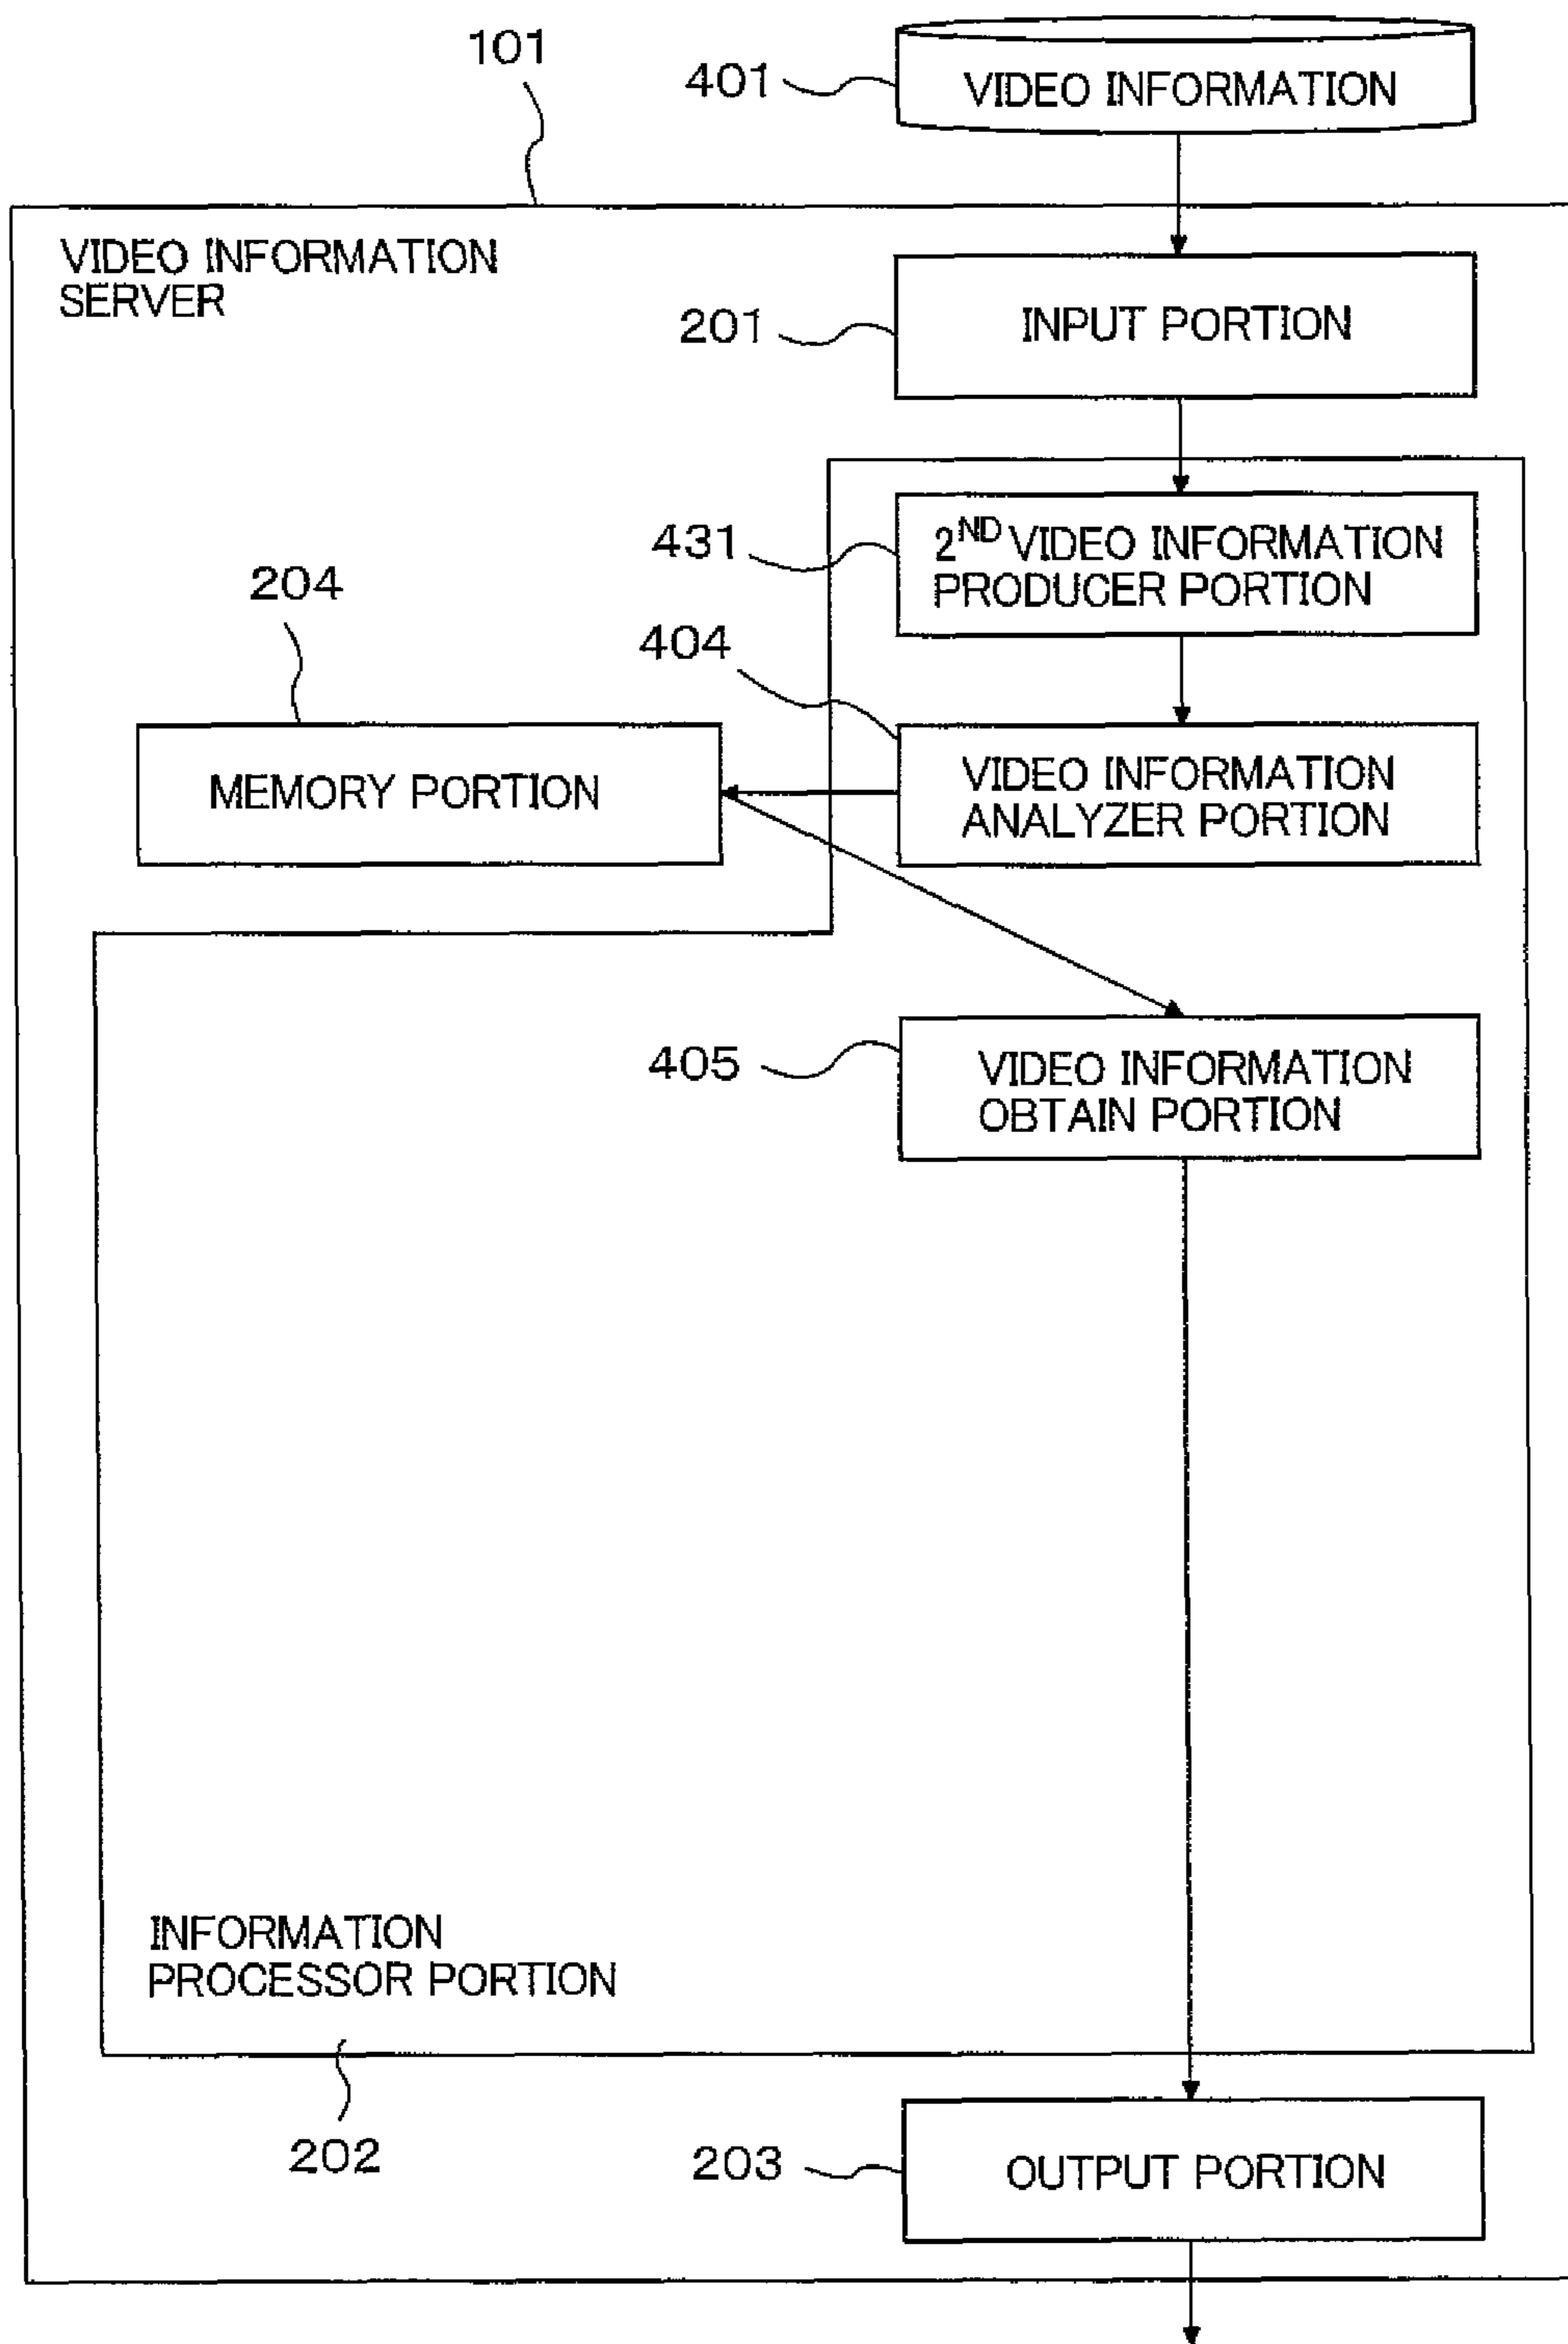 101
401
VIDEO INFORMATION
VIDEO INFORMATION
SERVER
201
INPUT PORTION
431
2ND VIDEO INFORMATION
PRODUCER PORTION
204
404
MEMORY PORTION
VIDEO INFORMATION
ANALYZER PORTION
405
VIDEO INFORMATION
OBTAIN PORTION
INFORMATION
PROCESSOR PORTION
202
203
OUTPUT PORTION